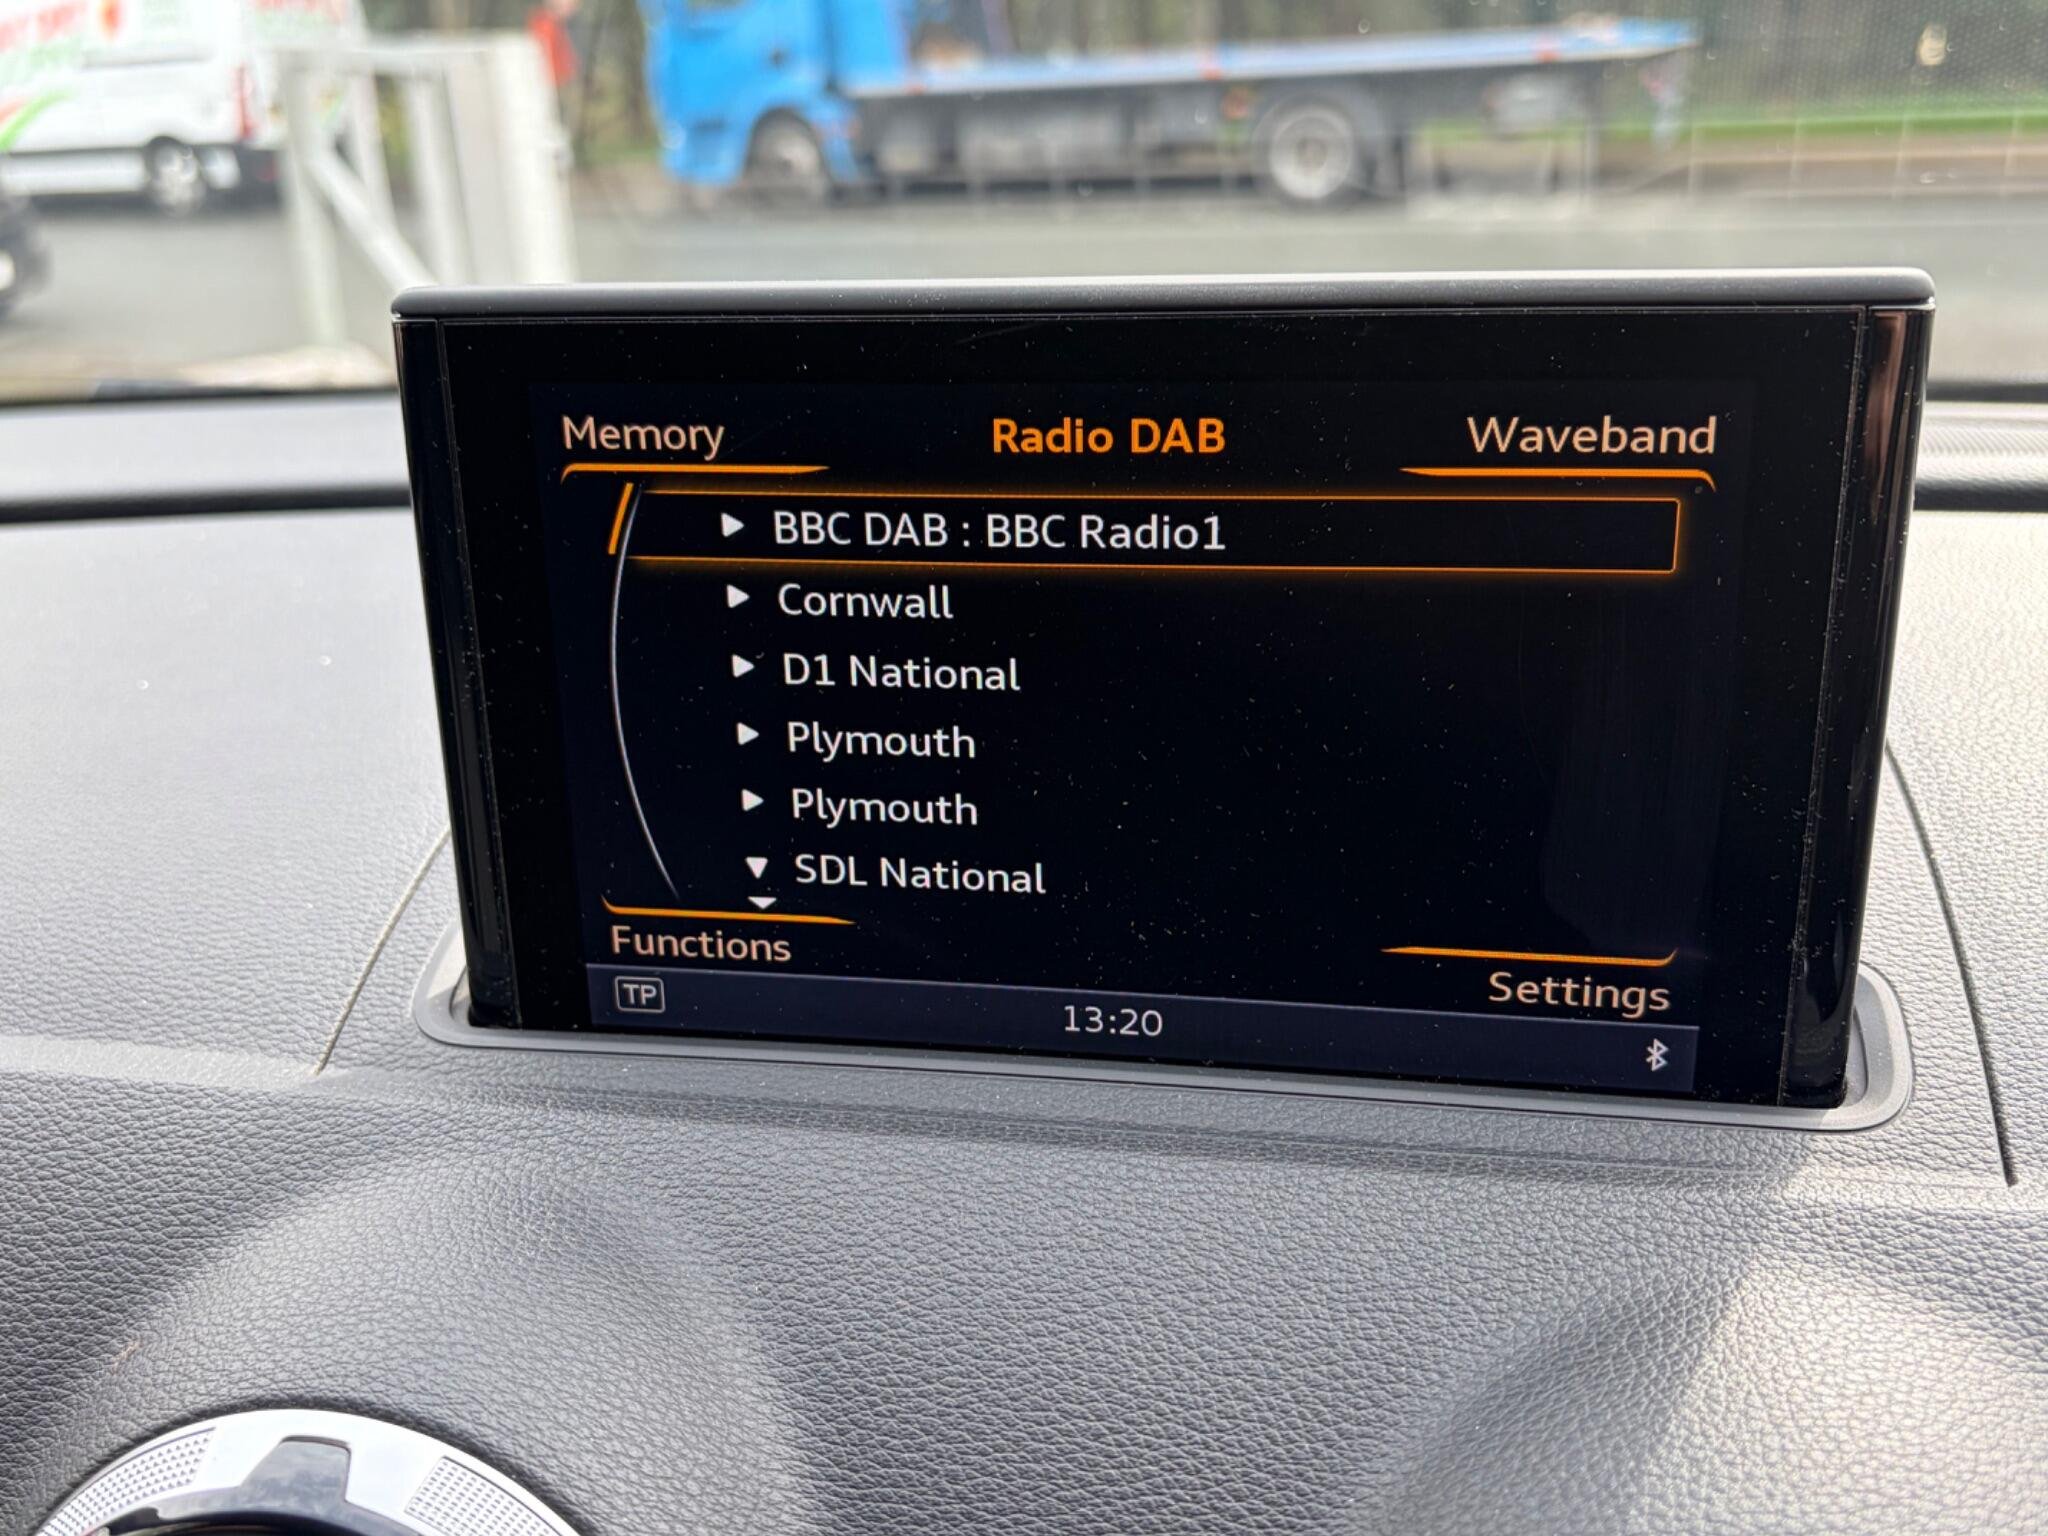 Memory
Radio DAB
Waveband
BBC DAB : BBC Radio1
Cornwall
D1 National
Plymouth
Plymouth
SDL National
Functions
Settings
TP
13:20